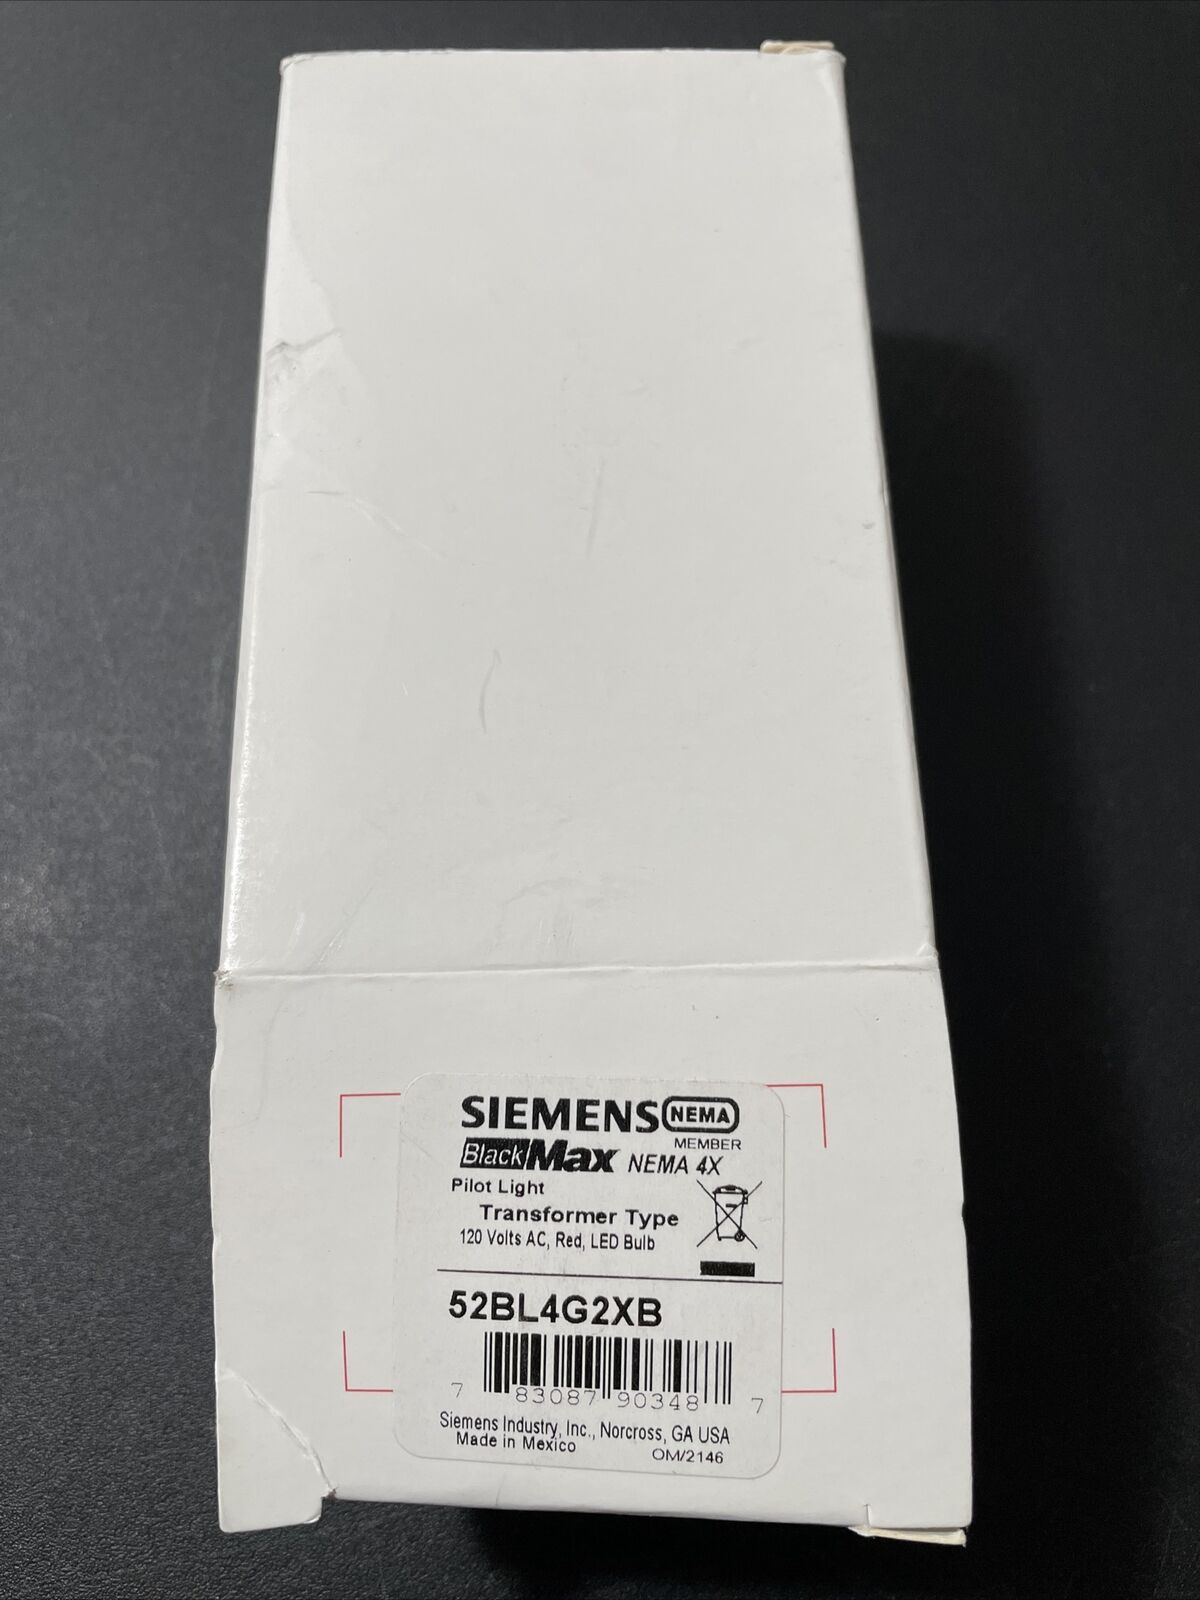 SIEMENS NEMA
MEMBER
BlackMax NEMA 4X
Pilot Light
Transformer Type
120 Volts AC, Red, LED Bulb
52BL4G2XB
7 83087 90348 7
Siemens Industry, Inc., Norcross, GA USA
Made in Mexico OM/2146